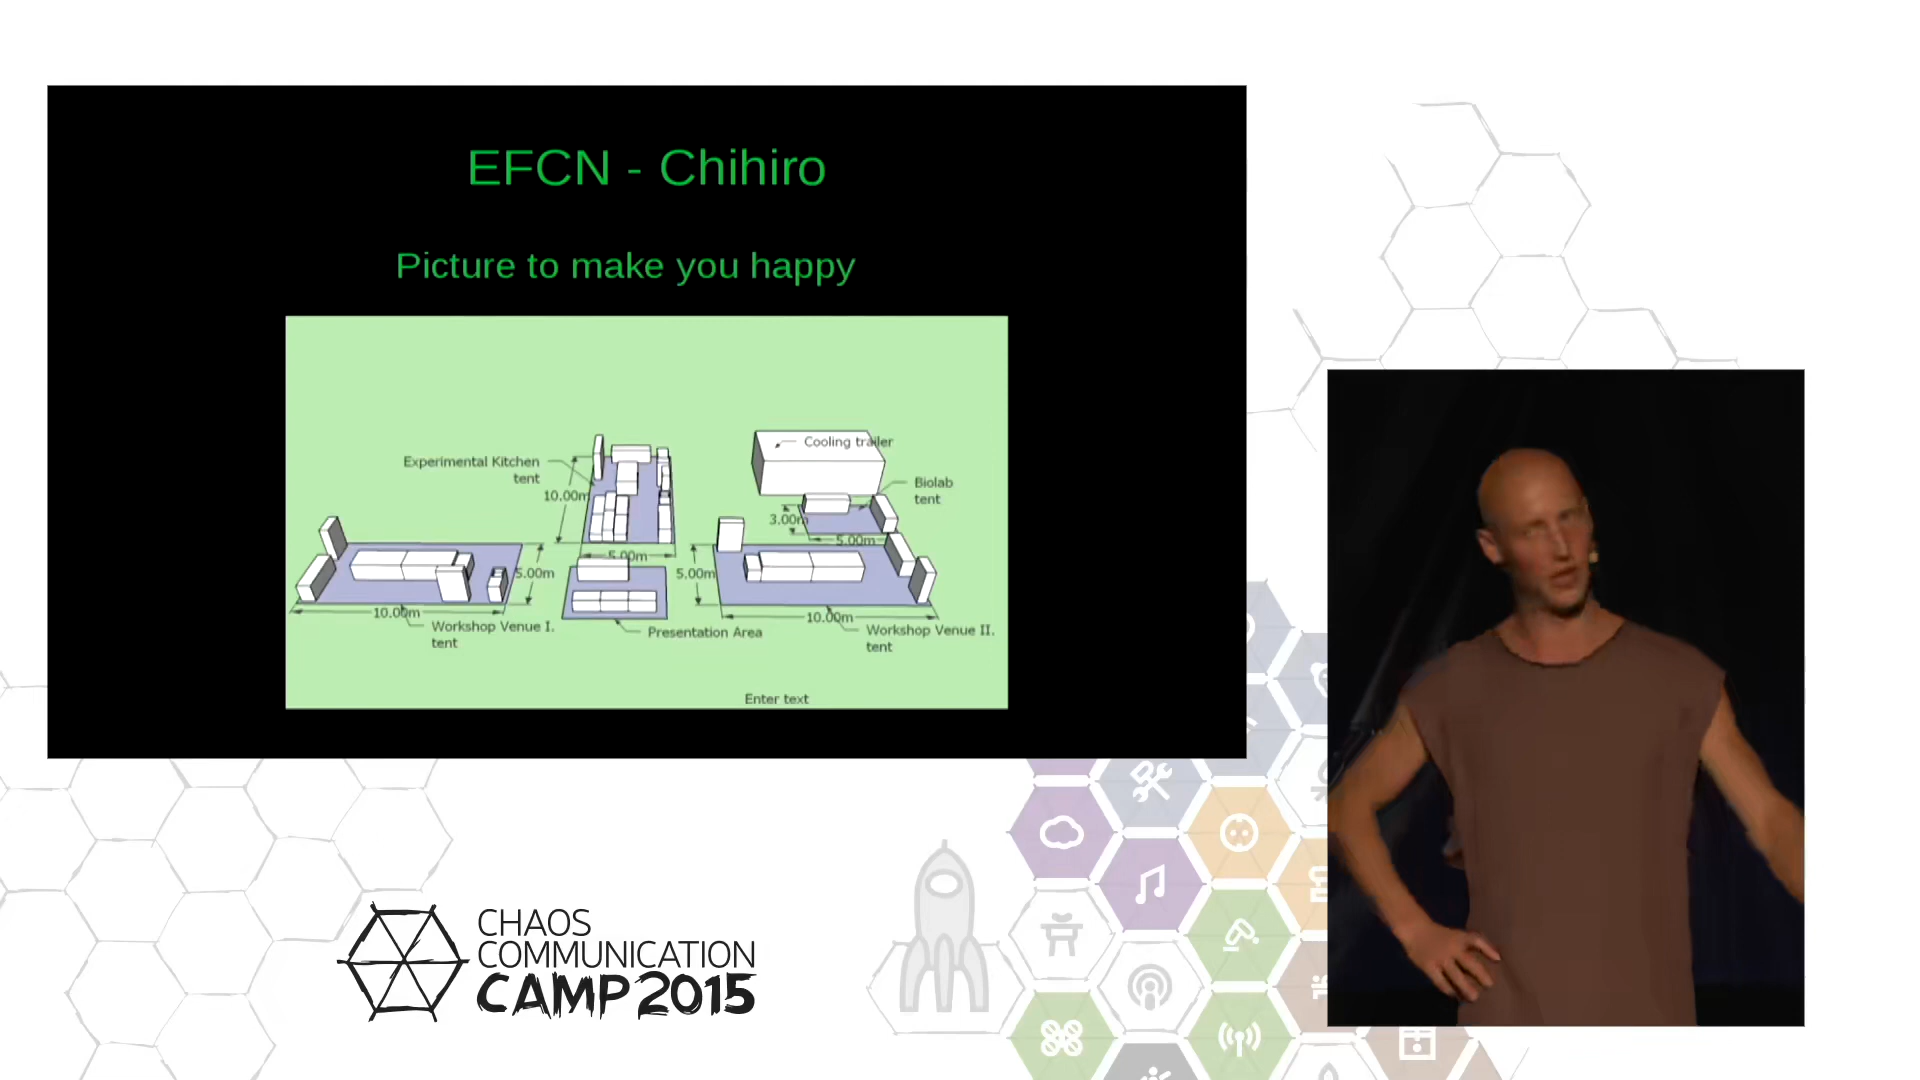 EFCN - Chihiro
Picture to make you happy
Cooling trailer
Experimental Kitchen
tent
Biolab
tent
10.00m
3.00m
5.00m
5.00m
5.00m
5.00m
10.00m
10.00m
Workshop Venue I.
tent
Presentation Area
Workshop Venue II.
tent
Enter text
CHAOS
COMMUNICATION
CAMP 2015